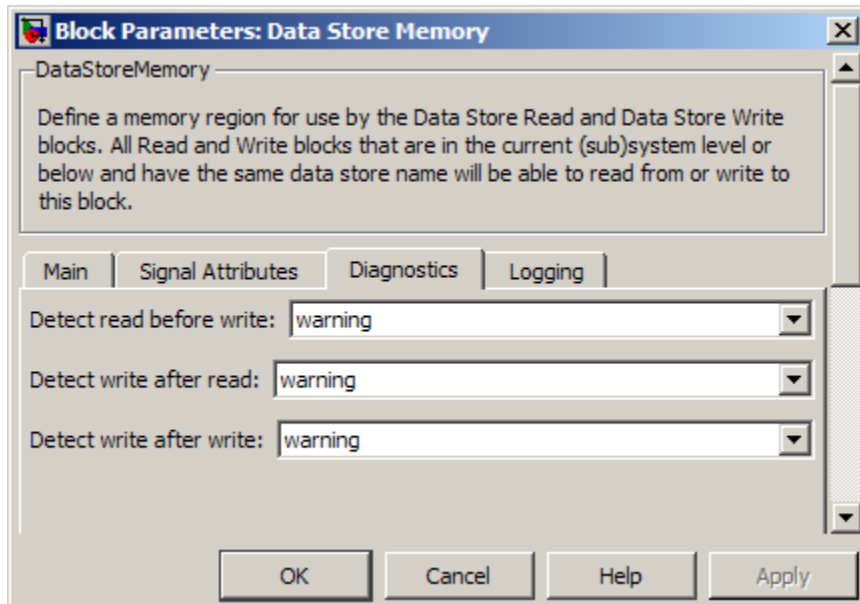 Block Parameters: Data Store Memory
DataStoreMemory
Define a memory region for use by the Data Store Read and Data Store Write
blocks. All Read and Write blocks that are in the current (sub)system level or
below and have the same data store name will be able to read from or write to
this block.
Main Signal Attributes Diagnostics Logging
Detect read before write: warning
Detect write after read: warning
Detect write after write: warning
OK Cancel Help Apply